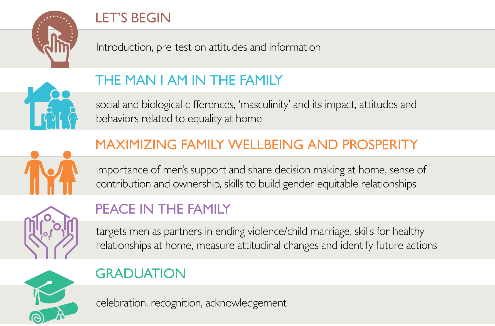 LET'S BEGIN
Introduction, pre-test on attitudes and information
THE MAN I AM IN THE FAMILY
social and biological differences, 'masculinity' and its impact, attitudes and
behaviors related to equality at home
MAXIMIZING FAMILY WELLBEING AND PROSPERITY
importance of men's support and share decision making at home, sense of
contribution and ownership, skills to build gender equitable relationships
PEACE IN THE FAMILY
targets men as partners in ending violence/child marriage, skills for healthy
relationships at home, measure attitudinal changes and identify future actions
GRADUATION
celebration, recognition, acknowledgement